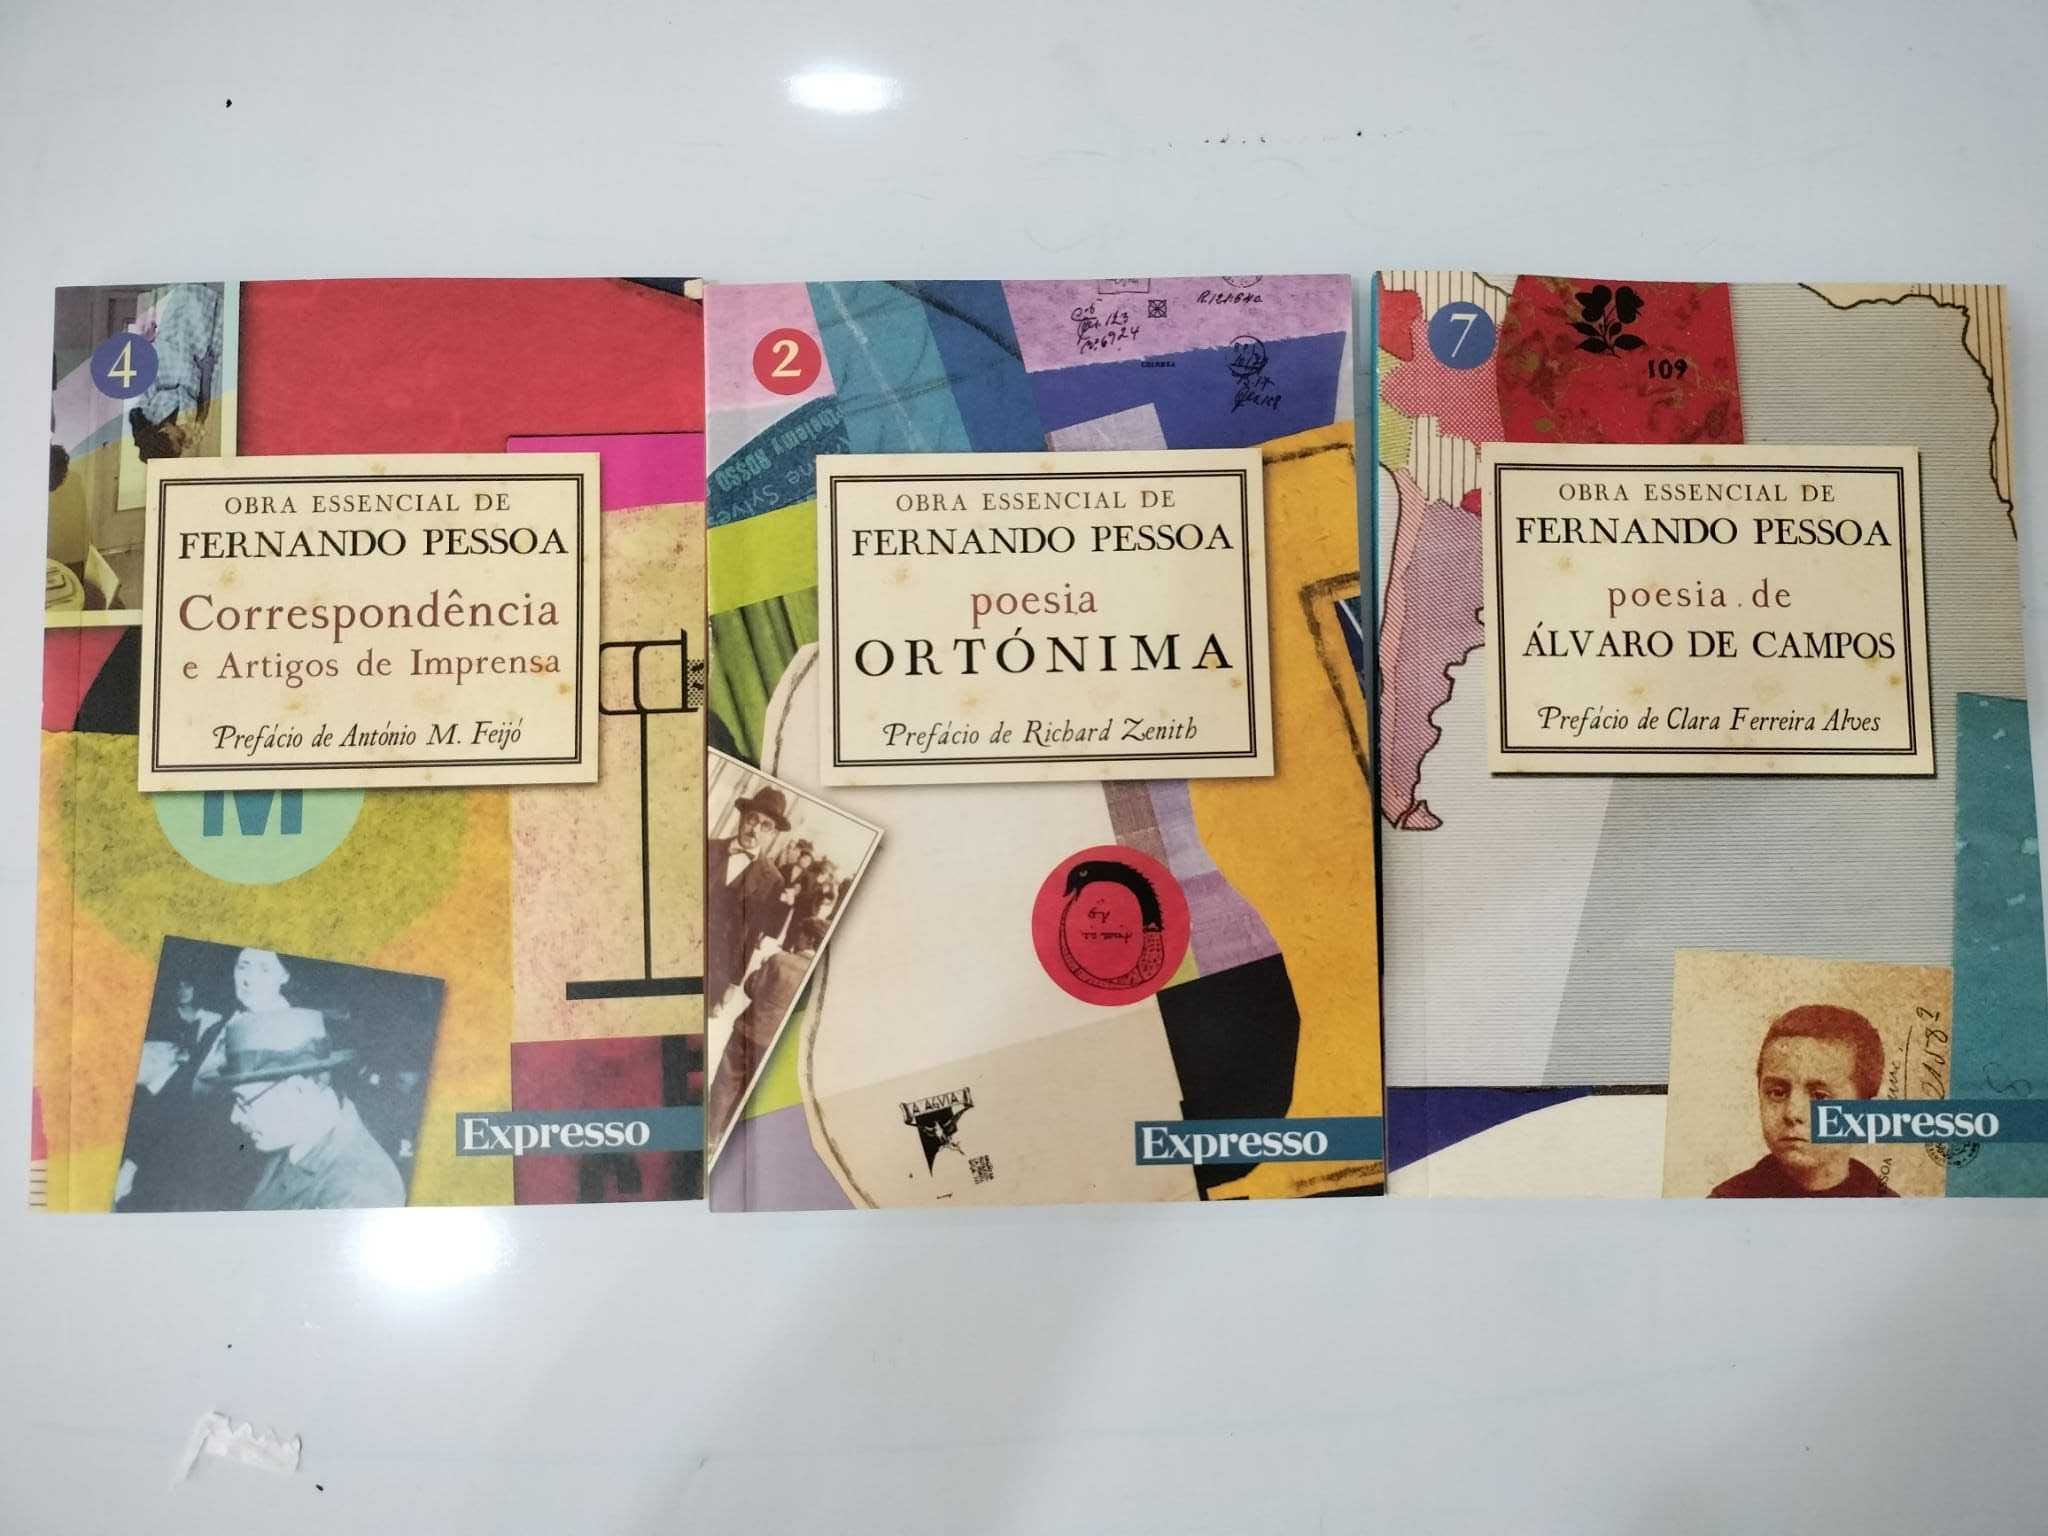 4
OBRA ESSENCIAL DE
FERNANDO PESSOA
Correspondência
e Artigos de Imprensa
Prefácio de António M. Feijó
M
Expresso
2
OBRA ESSENCIAL DE
FERNANDO PESSOA
poesia
ORTÓNIMA
Prefácio de Richard Zenith
A AGVIA
Expresso
7
109
OBRA ESSENCIAL DE
FERNANDO PESSOA
poesia de
ÁLVARO DE CAMPOS
Prefácio de Clara Ferreira Alves
Expresso